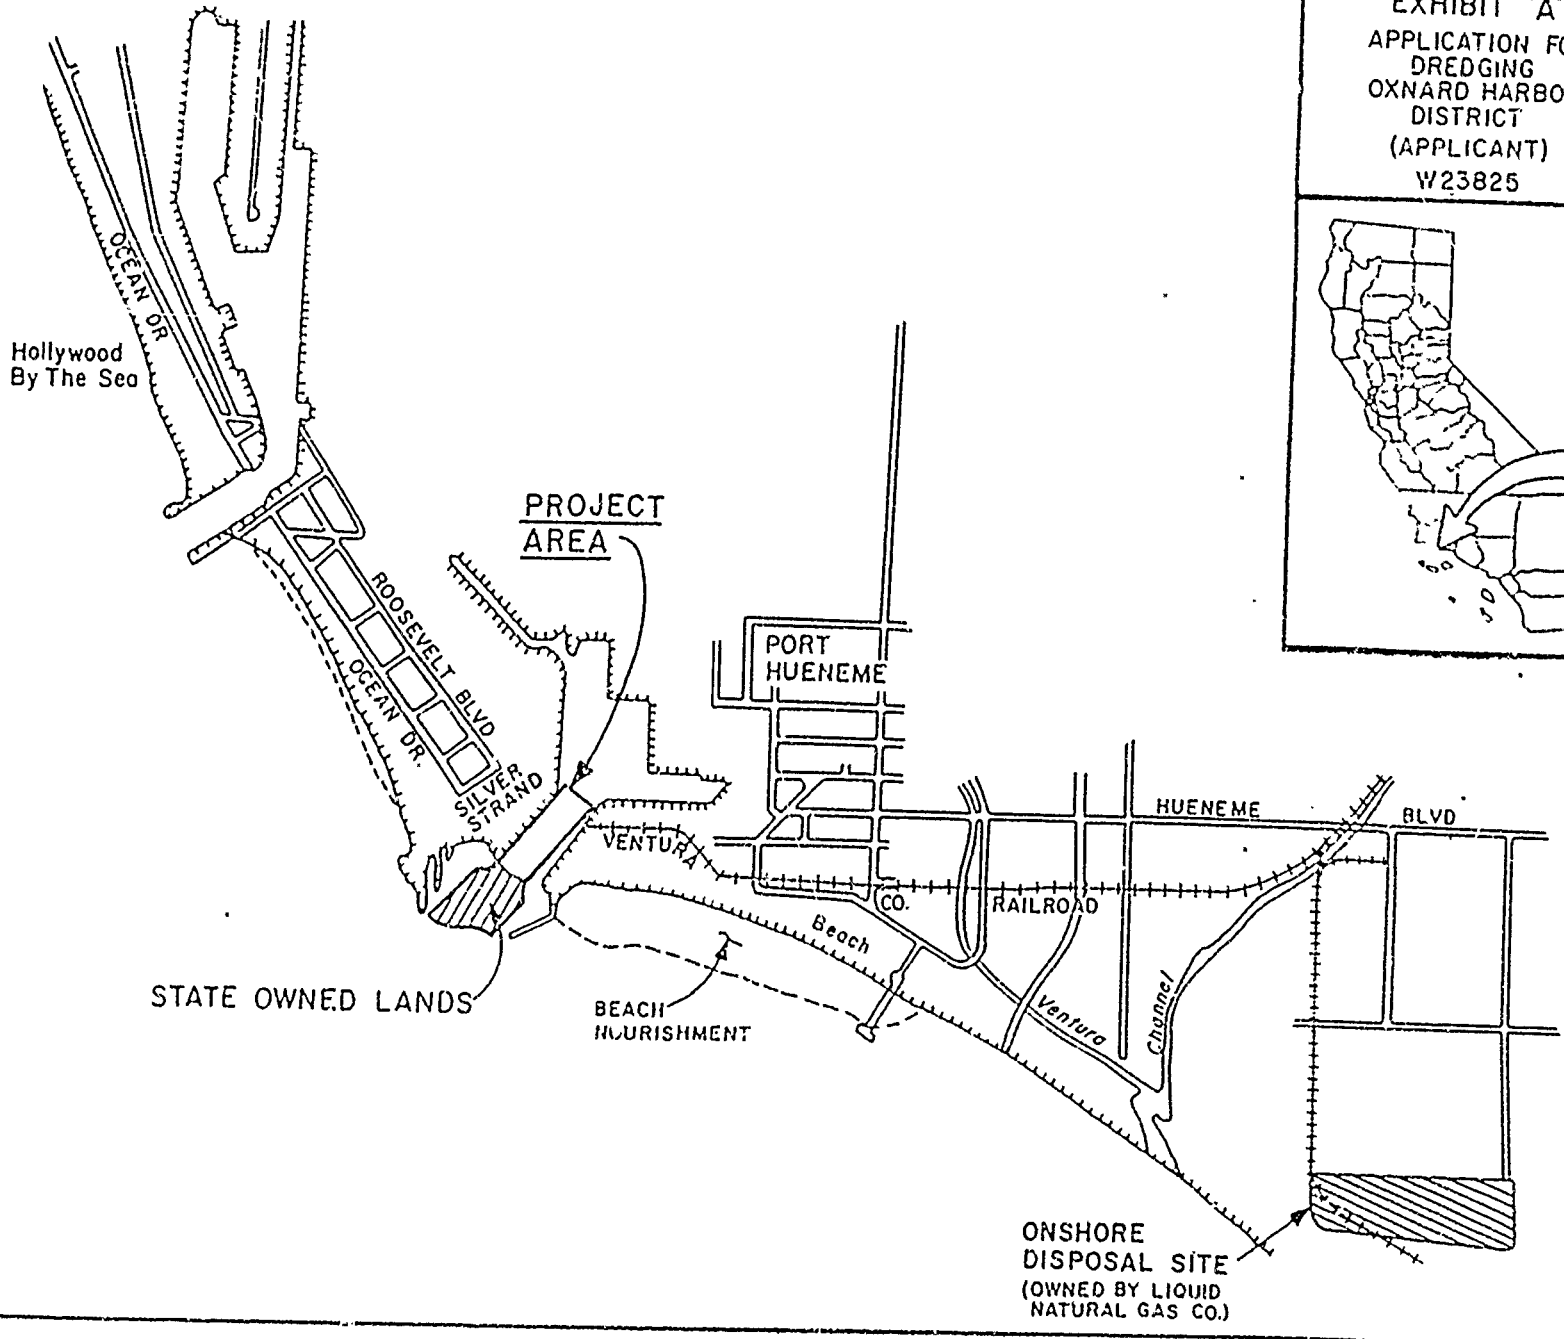 EXHIBIT "A"
APPLICATION FO
DREDGING
OXNARD HARBO
DISTRICT
(APPLICANT)
W23825
OCEAN DR
Hollywood
By The Sea
PROJECT
AREA
ROOSEVELT BLVD
OCEAN DR.
SILVER
STRAND
PORT
HUENEME
HUENEME BLVD
VENTURA CO. RAILROAD
Beach
STATE OWNED LANDS
BEACH
NOURISHMENT
Ventura
Channel
ONSHORE
DISPOSAL SITE
(OWNED BY LIQUID
NATURAL GAS CO.)